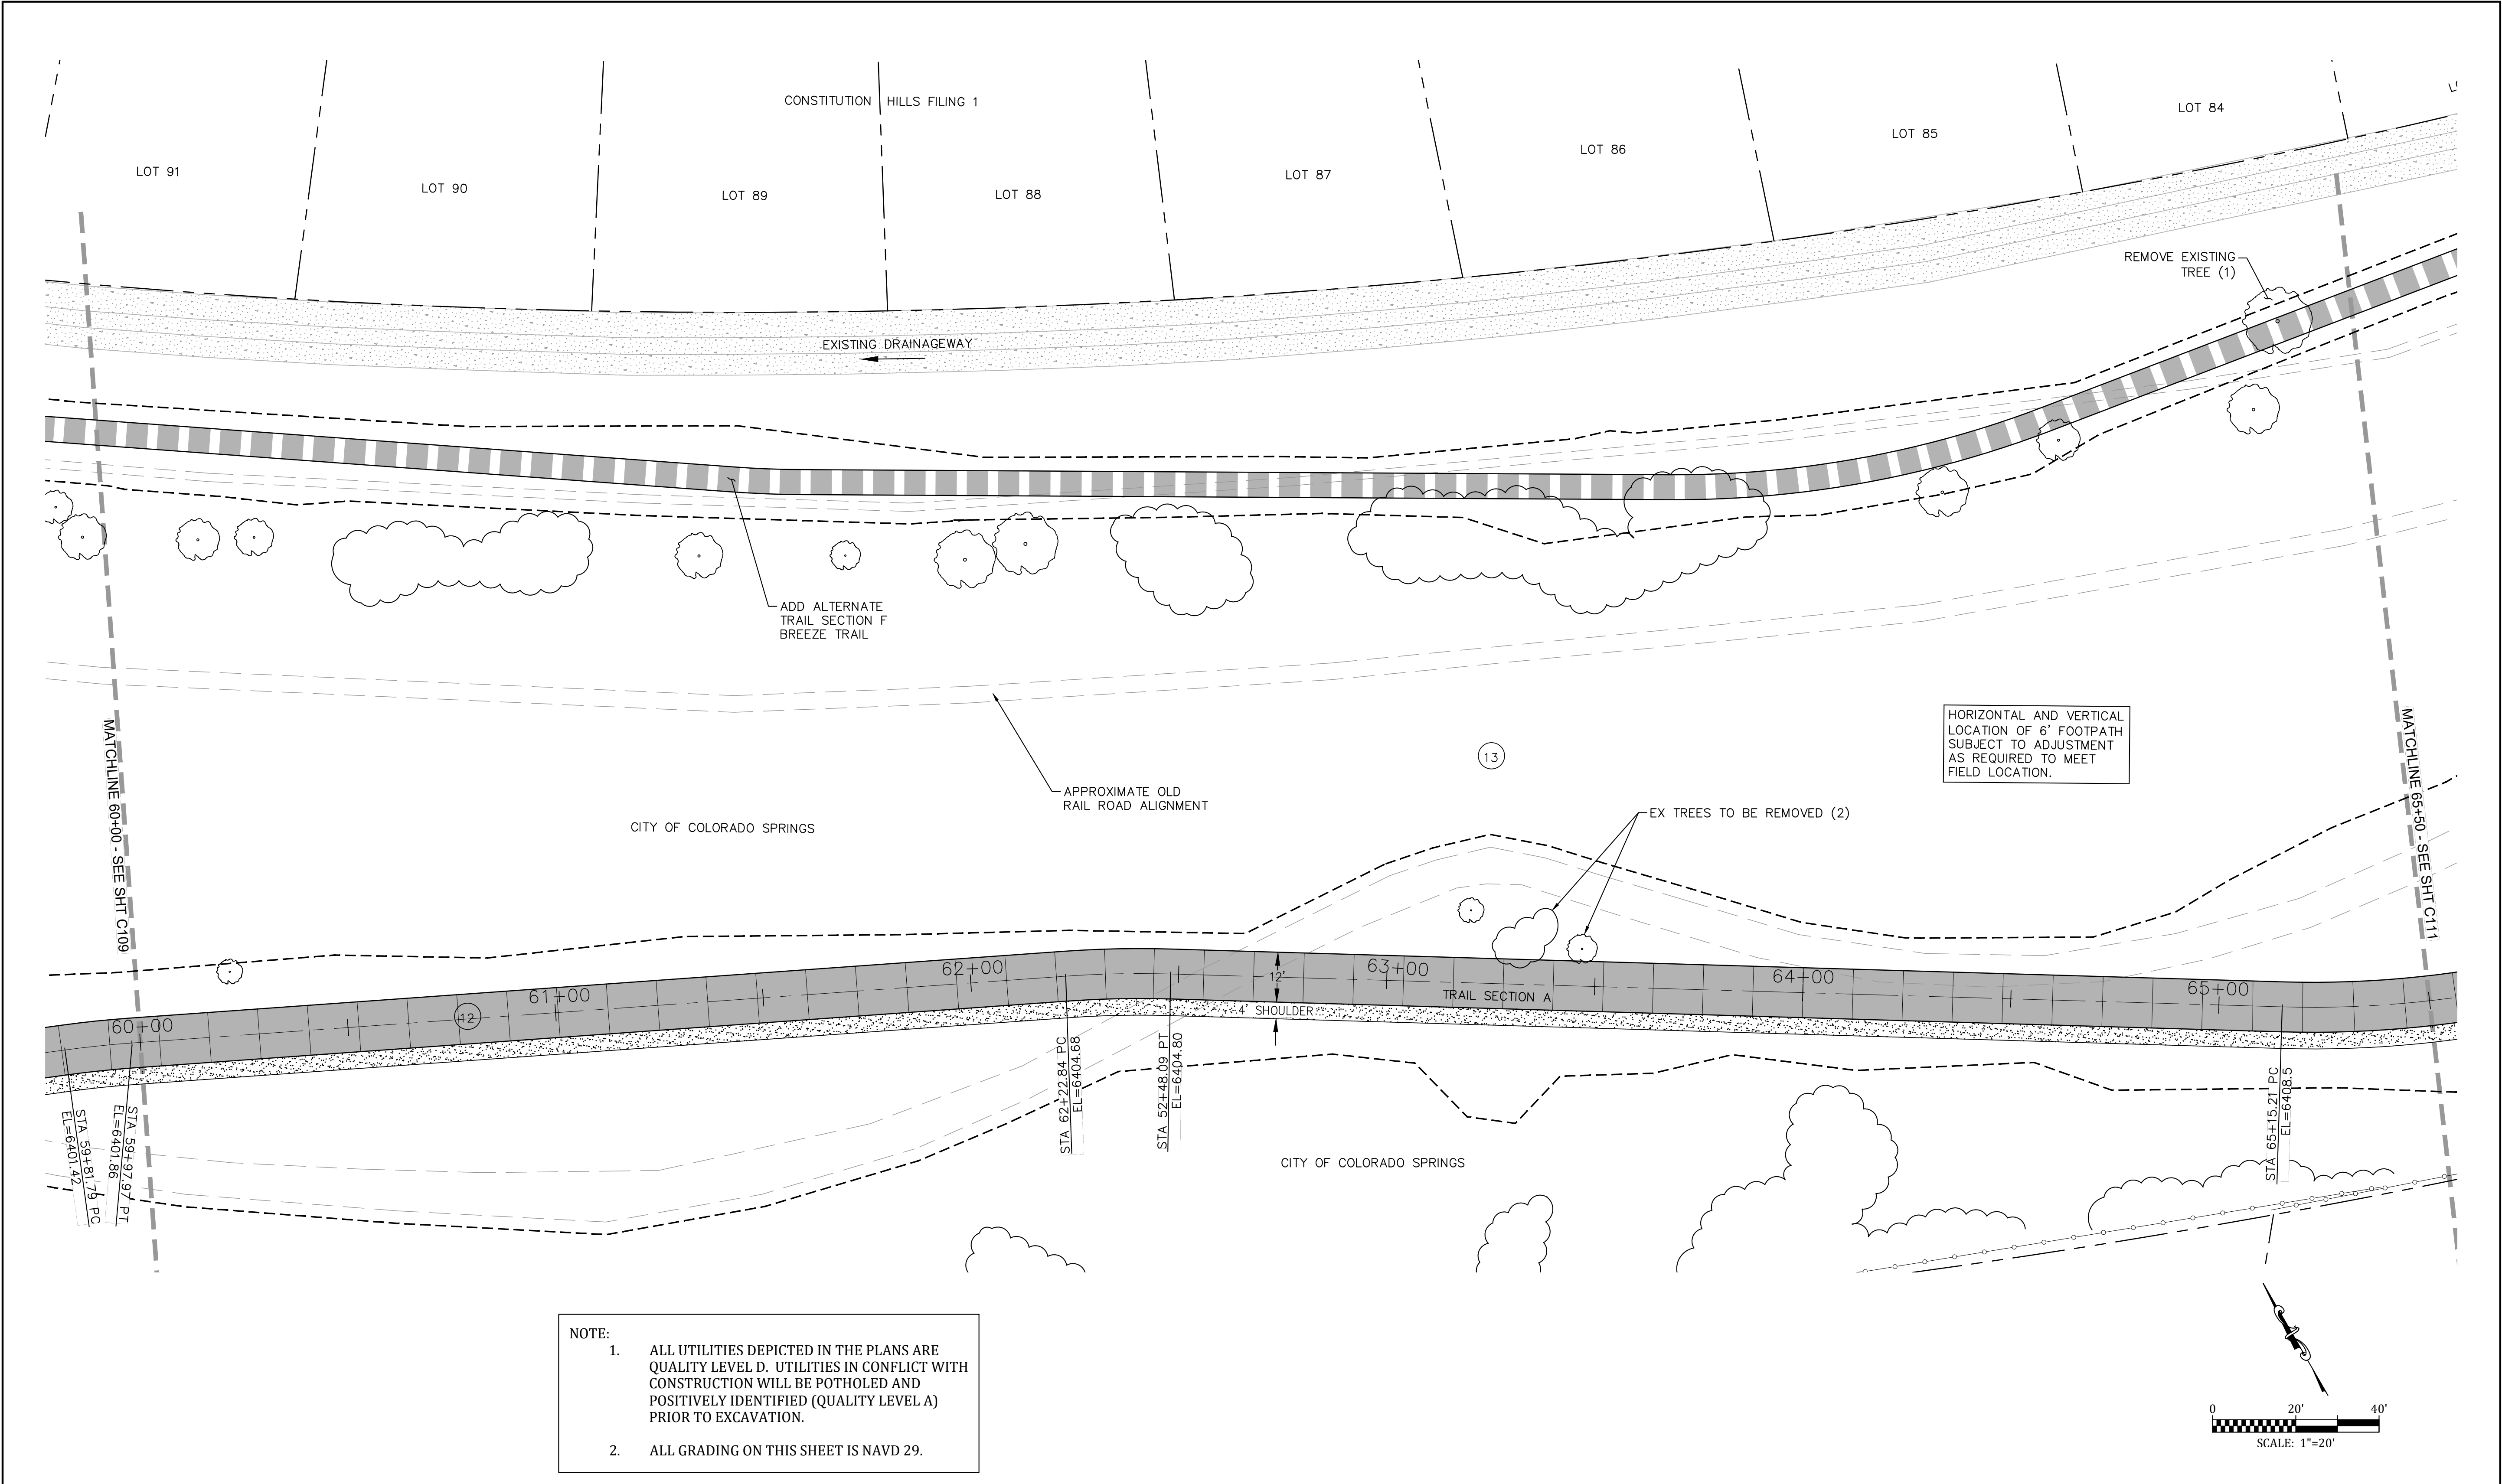 CONSTITUTION HILLS FILING 1
LOT 91
LOT 90
LOT 89
LOT 88
LOT 87
LOT 86
LOT 85
LOT 84
EXISTING DRAINAGEWAY
REMOVE EXISTING
TREE (1)
ADD ALTERNATE
TRAIL SECTION F
BREEZE TRAIL
APPROXIMATE OLD
RAIL ROAD ALIGNMENT
13
HORIZONTAL AND VERTICAL
LOCATION OF 6' FOOTPATH
SUBJECT TO ADJUSTMENT
AS REQUIRED TO MEET
FIELD LOCATION.
MATCHLINE 60+00 - SEE SHT C109
MATCHLINE 65+50 - SEE SHT C111
CITY OF COLORADO SPRINGS
EX TREES TO BE REMOVED (2)
60+00
12
61+00
62+00
63+00
64+00
65+00
12'
TRAIL SECTION A
4' SHOULDER
STA 59+81.79 PC
EL=6401.42
STA 59+97.97 PT
EL=6401.86
STA 62+22.84 PC
EL=6404.68
STA 52+48.09 PT
EL=6404.80
STA 65+15.21 PC
EL=6408.5
CITY OF COLORADO SPRINGS
NOTE:
1. ALL UTILITIES DEPICTED IN THE PLANS ARE
QUALITY LEVEL D. UTILITIES IN CONFLICT WITH
CONSTRUCTION WILL BE POTHOLED AND
POSITIVELY IDENTIFIED (QUALITY LEVEL A)
PRIOR TO EXCAVATION.
2. ALL GRADING ON THIS SHEET IS NAVD 29.
0 20' 40'
SCALE: 1"=20'